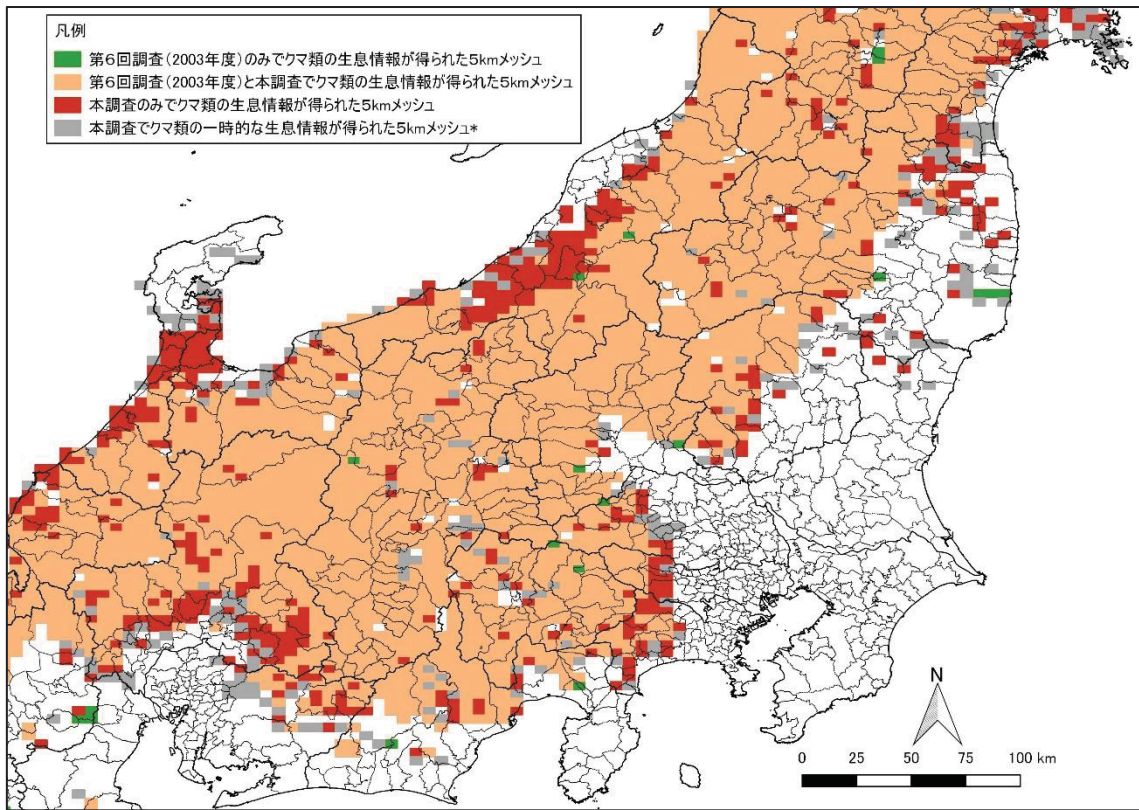 凡例
第6回調査(2003年度)のみでクマ類の生息情報が得られた5kmメッシュ
第6回調査(2003年度)と本調査でクマ類の生息情報が得られた5kmメッシュ
本調査のみでクマ類の生息情報が得られた5kmメッシュ
本調査でクマ類の一時的な生息情報が得られた5kmメッシュ*
N
0 25 50 75 100 km